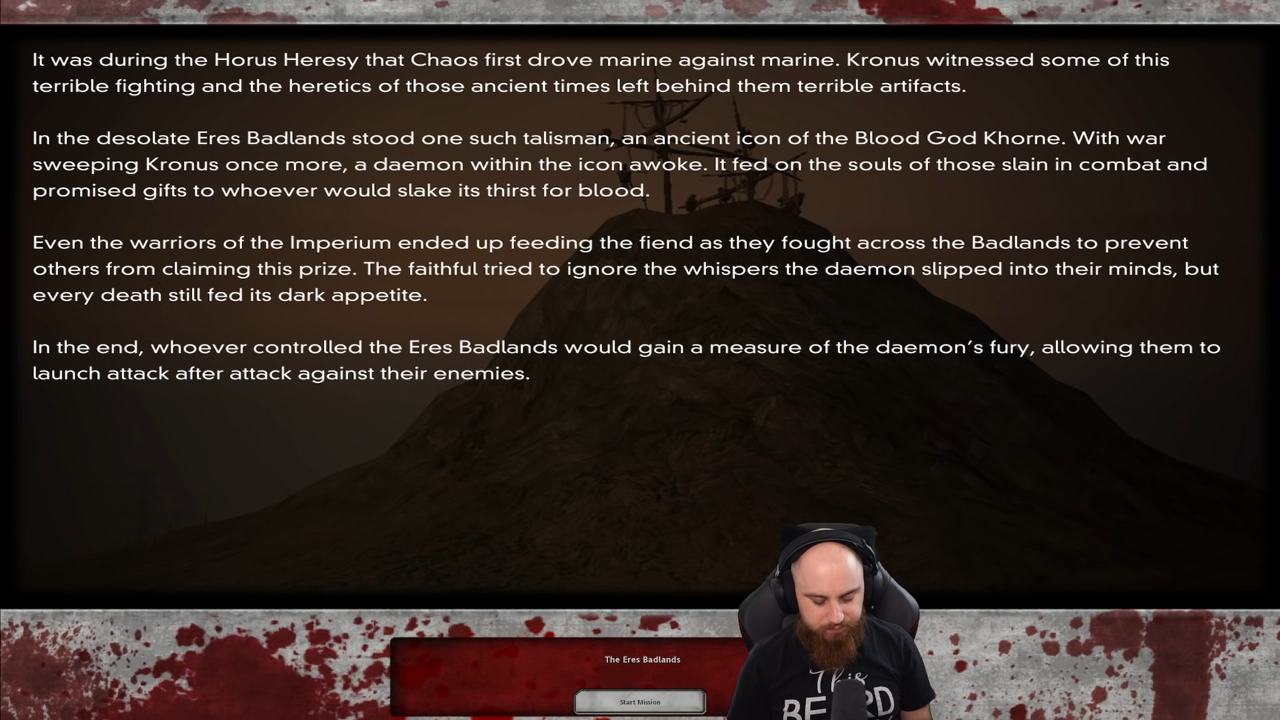 It was during the Horus Heresy that Chaos first drove marine against marine. Kronus witnessed some of this
terrible fighting and the heretics of those ancient times left behind them terrible artifacts.
In the desolate Eres Badlands stood one such talisman, an ancient icon of the Blood God Khorne. With war
sweeping Kronus once more, a daemon within the icon awoke. It fed on the souls of those slain in combat and
promised gifts to whoever would slake its thirst for blood.
Even the warriors of the Imperium ended up feeding the fiend as they fought across the Badlands to prevent
others from claiming this prize. The faithful tried to ignore the whispers the daemon slipped into their minds, but
every death still fed its dark appetite.
In the end, whoever controlled the Eres Badlands would gain a measure of the daemon's fury, allowing them to
launch attack after attack against their enemies.
The Eres Badlands
Start Mission
This